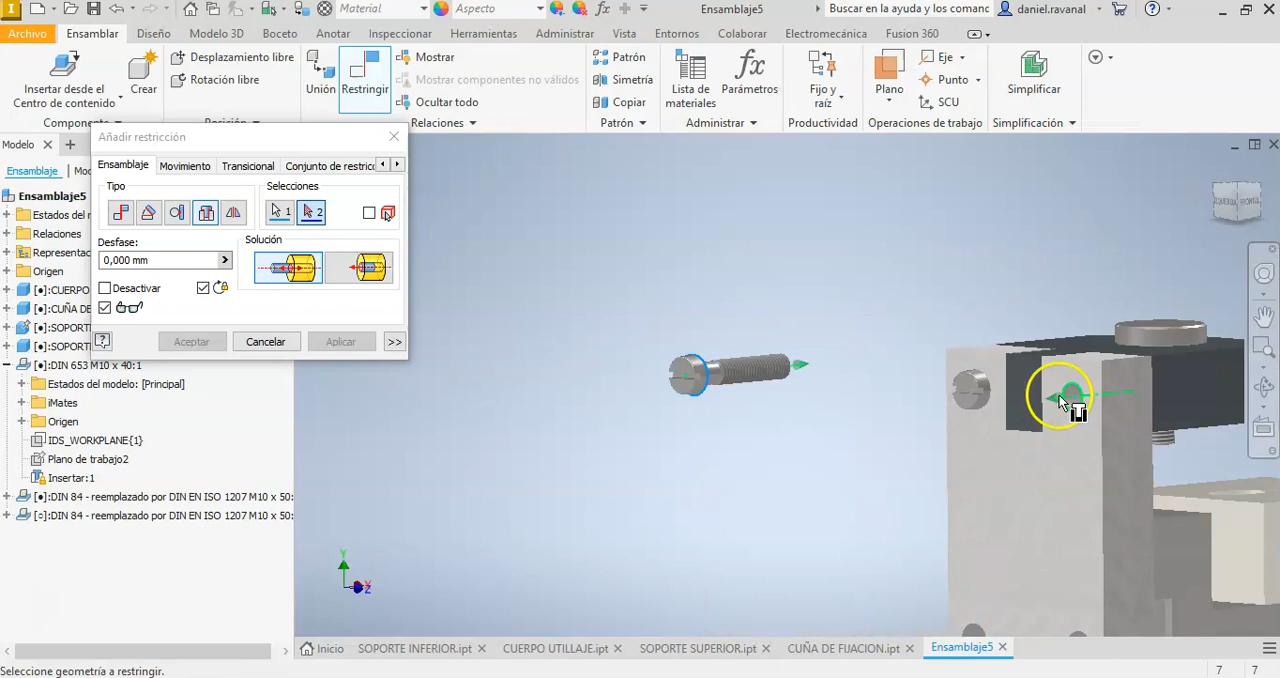 Material
Aspecto
Ensamblaje5
Buscar en la ayuda y los comanc
daniel.ravanal
Archivo
Ensamblar
Diseño
Modelo 3D
Boceto
Anotar
Inspeccionar
Herramientas
Administrar
Vista
Entornos
Colaborar
Electromecánica
Fusion 360
Insertar desde el
Centro de contenido
Crear
Desplazamiento libre
Rotación libre
Unión
Restringir
Mostrar
Mostrar componentes no válidos
Ocultar todo
Patrón
Simetría
Copiar
Lista de
materiales
Parámetros
Fijo y
raíz
Plano
Eje
Punto
SCU
Simplificar
Relaciones
Patrón
Administrar
Productividad
Operaciones de trabajo
Simplificación
Modelo
Ensamblaje
Ensamblaje5
Estados del
Relaciones
Representac
Origen
[●]:CUERPO
[●]:CUÑA DE
[●]:SOPORTE
[●]:SOPORT
[●]:DIN 653 M10 x 40:1
Estados del modelo: [Principal]
iMates
Origen
IDS_WORKPLANE{1}
Plano de trabajo2
Insertar:1
[●]:DIN 84 - reemplazado por DIN EN ISO 1207 M10 x 50:
[○]:DIN 84 - reemplazado por DIN EN ISO 1207 M10 x 50:
Añadir restricción
Ensamblaje
Movimiento
Transicional
Conjunto de restricc
Tipo
Selecciones
1
2
Desfase:
Solución
0,000 mm
Desactivar
Aceptar
Cancelar
Aplicar
>>
Y
X
Z
Inicio
SOPORTE INFERIOR.ipt
CUERPO UTILLAJE.ipt
SOPORTE SUPERIOR.ipt
CUÑA DE FIJACION.ipt
Ensamblaje5
Seleccione geometría a restringir.
7
7